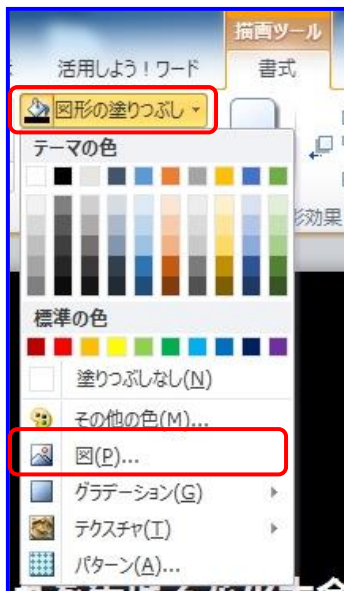 描画ツール
活用しよう！ワード 書式
図形の塗りつぶし
テーマの色
形効果
標準の色
塗りつぶしなし(N)
その他の色(M)...
図(P)...
グラデーション(G)
テクスチャ(T)
パターン(A)...